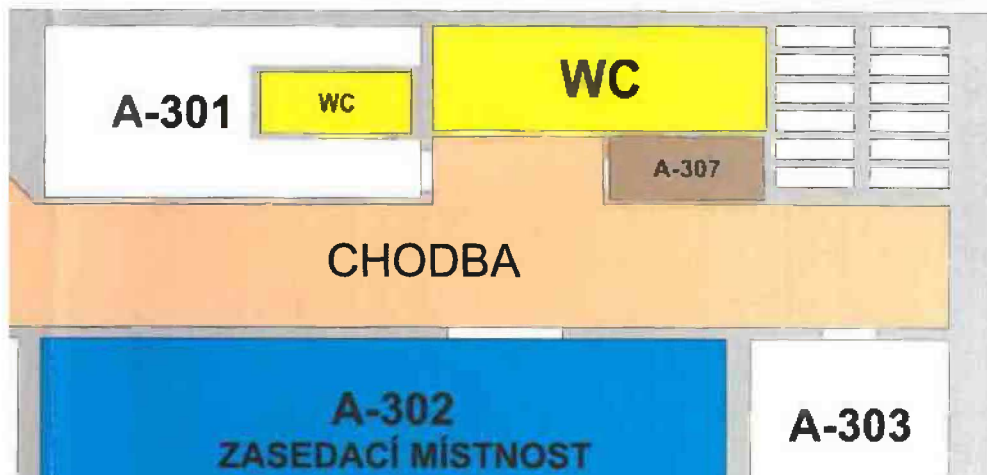 A-301
WC
WC
A-307
CHODBA
A-302
ZASEDACÍ MÍSTNOST
A-303